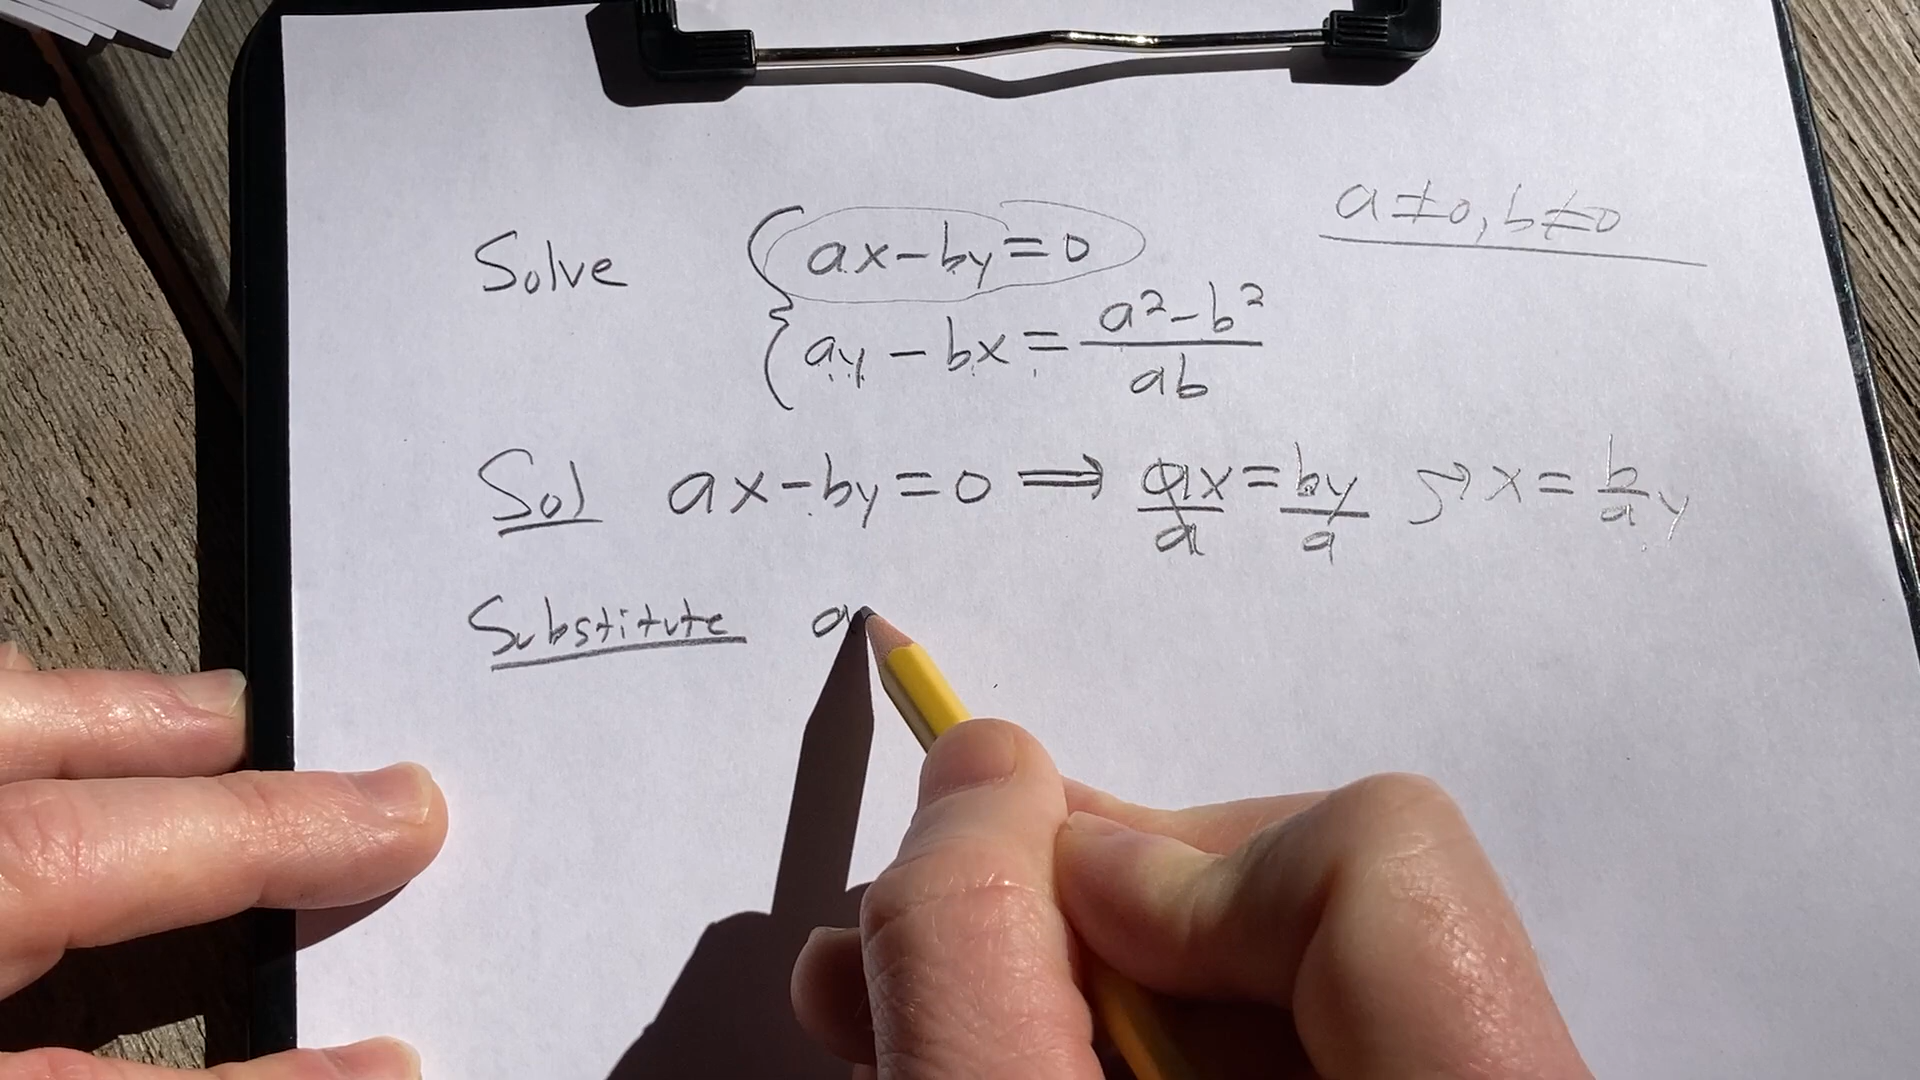 a ≠ 0, b ≠ 0
Solve { ax - by = 0
ay - bx = a² - b² / ab
Sol ax - by = 0 ⟹ ax/a = by/a → x = b/a y
Substitute a